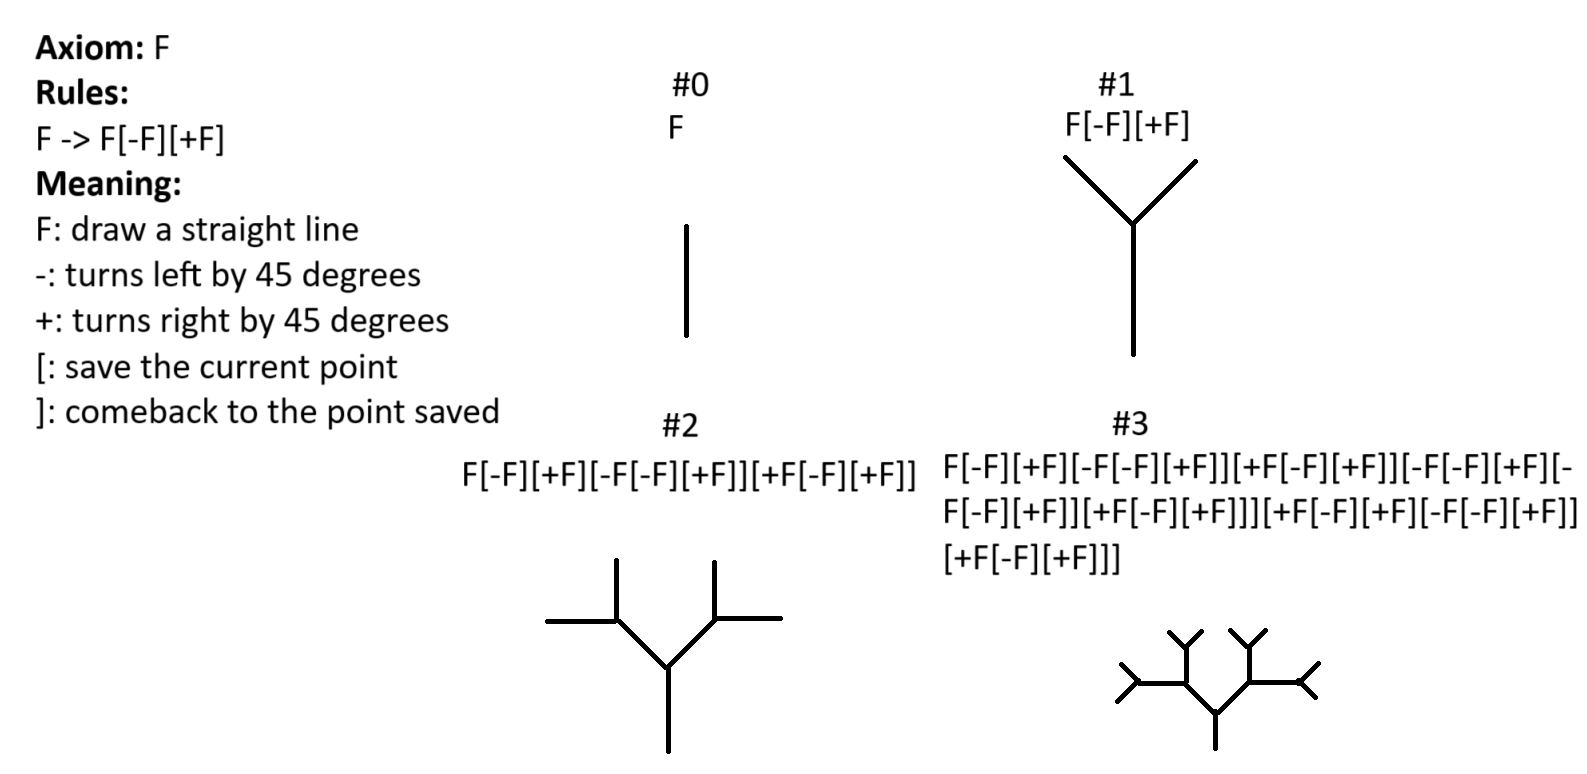 Axiom: F
Rules:
F -> F[-F][+F]
Meaning:
F: draw a straight line
-: turns left by 45 degrees
+: turns right by 45 degrees
[: save the current point
]: comeback to the point saved
#0
F
#1
F[-F][+F]
#2
F[-F][+F][-F[-F][+F]][+F[-F][+F]]
#3
F[-F][+F][-F[-F][+F]][+F[-F][+F]][-F[-F][+F][-
F[-F][+F]][+F[-F][+F]]][+F[-F][+F][-F[-F][+F]]
[+F[-F][+F]]]